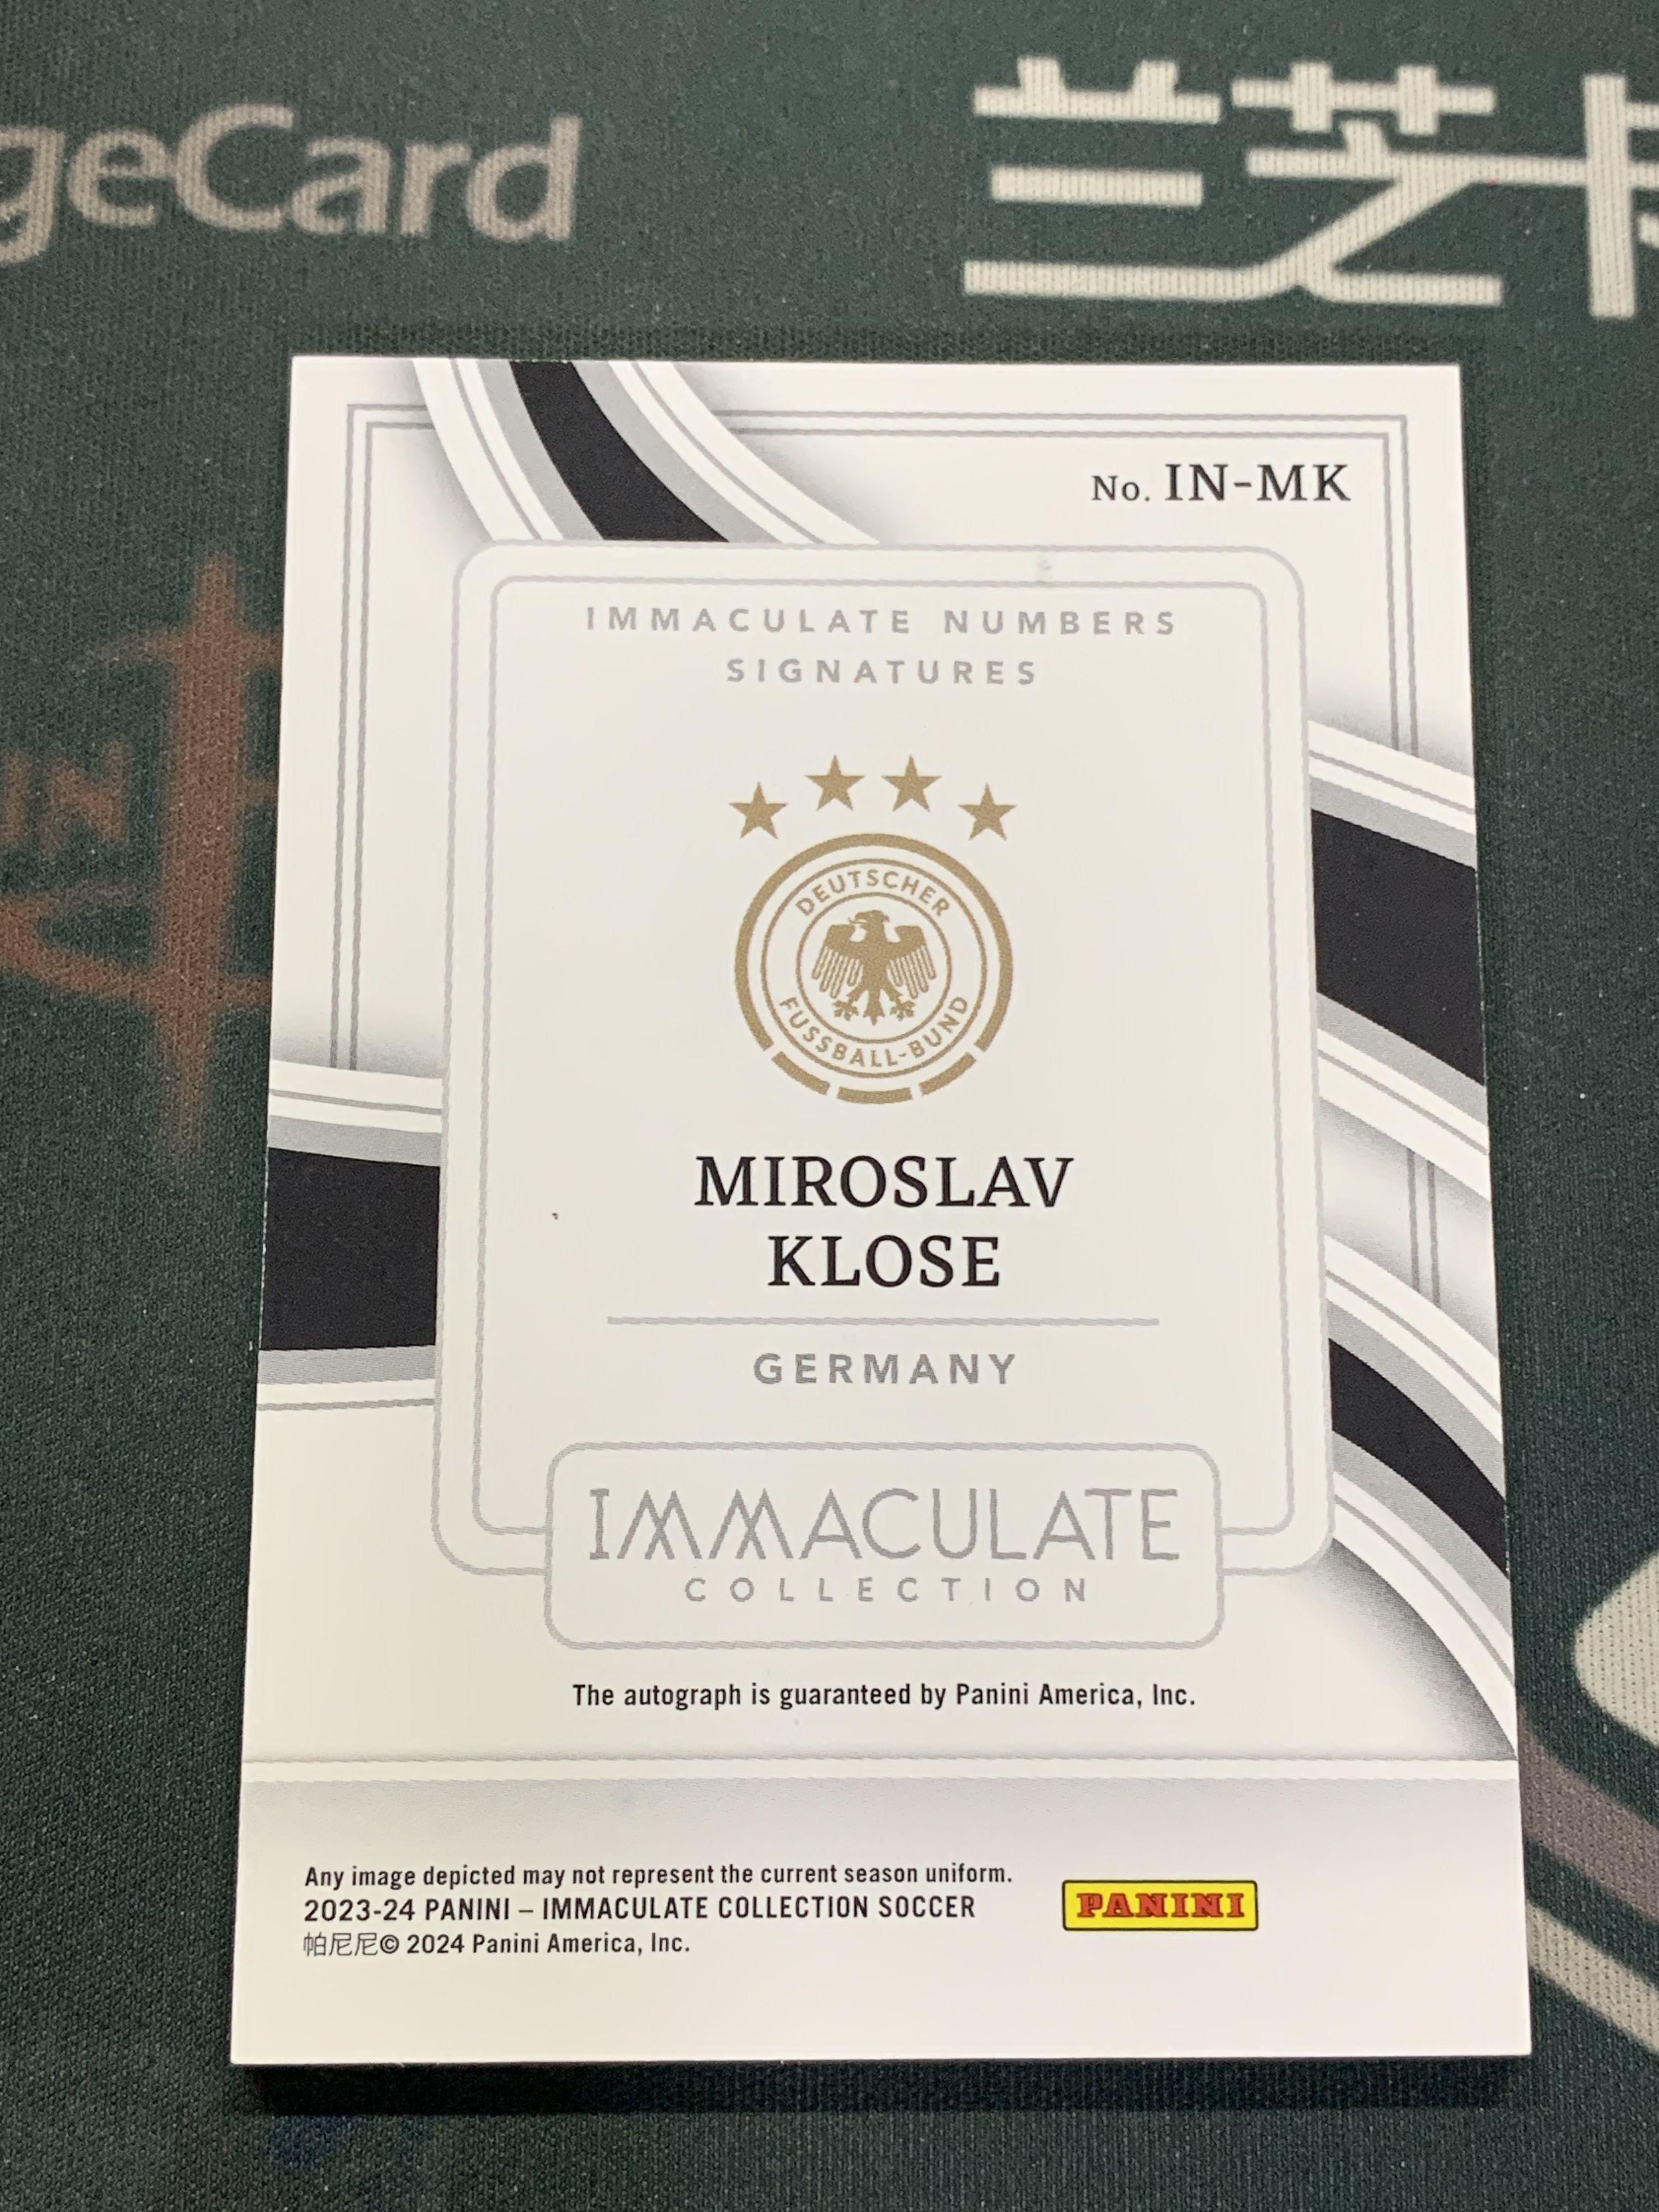 geCard
No. IN-MK
IMMACULATE NUMBERS
SIGNATURES
DEUTSCHER
FUSSBALL-BUND
MIROSLAV
KLOSE
GERMANY
IMMACULATE
COLLECTION
The autograph is guaranteed by Panini America, Inc.
Any image depicted may not represent the current season uniform.
2023-24 PANINI – IMMACULATE COLLECTION SOCCER
帕尼尼© 2024 Panini America, Inc.
PANINI